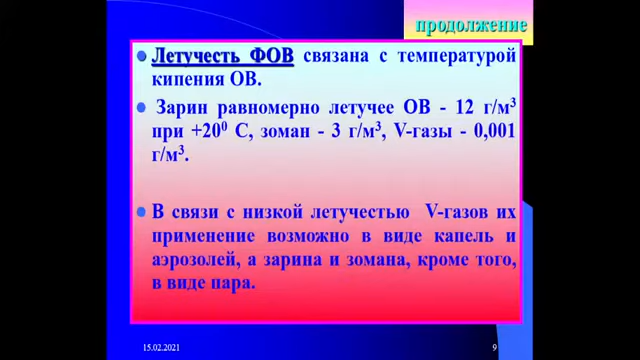 продолжение
Летучесть ФОВ связана с температурой
кипения ОВ.
Зарин равномерно летучее ОВ - 12 г/м³
при +20⁰ С, зоман - 3 г/м³, V-газы - 0,001
г/м³.
В связи с низкой летучестью V-газов их
применение возможно в виде капель и
аэрозолей, а зарина и зомана, кроме того,
в виде пара.
15.02.2021
9